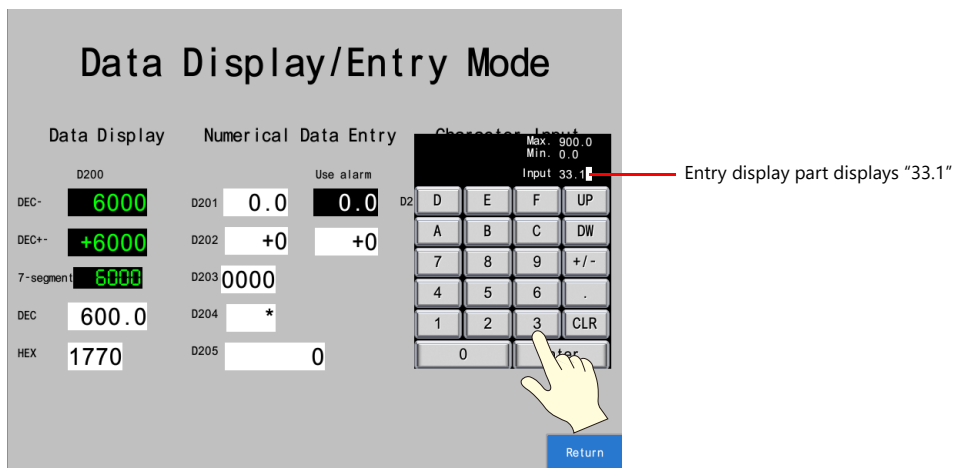 Data Display/Entry Mode
Data Display
Numerical Data Entry
D200
Use alarm
DEC-
6000
D201
0.0
0.0
D2
DEC+-
+6000
D202
+0
+0
7-segment
6000
D203
0000
DEC
600.0
D204
*
HEX
1770
D205
0
Max. 900.0
Min. 0.0
Input 33.1
D E F UP
A B C DW
7 8 9 +/-
4 5 6 .
1 2 3 CLR
0
Return
Entry display part displays “33.1“